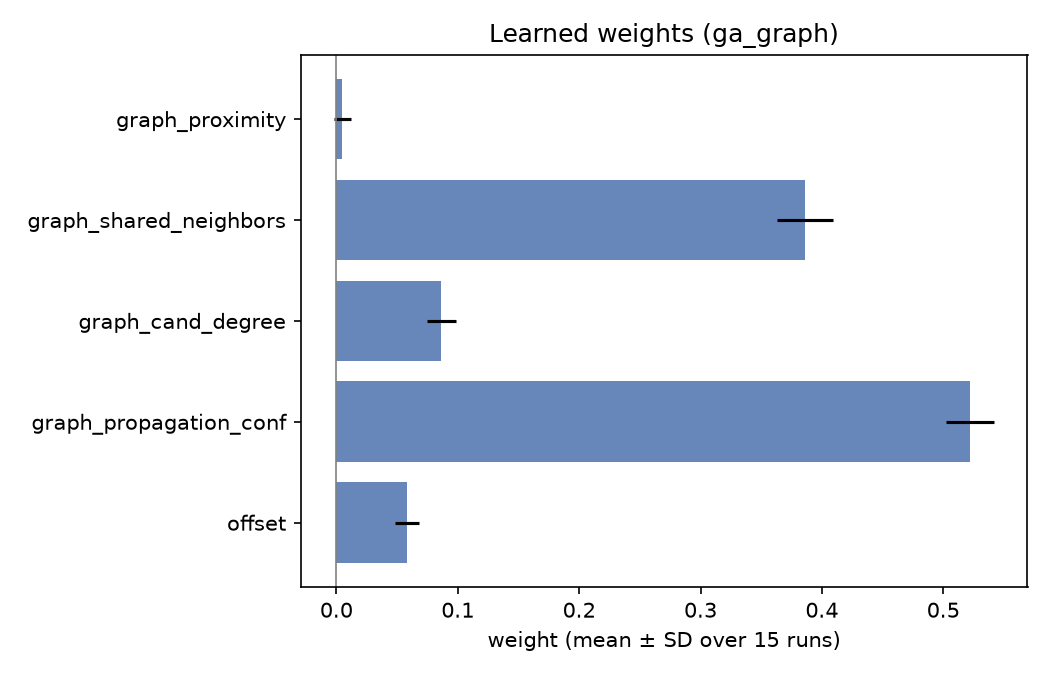 Learned weights (ga_graph)
graph_proximity
graph_shared_neighbors
graph_cand_degree
graph_propagation_conf
offset
0.0 0.1 0.2 0.3 0.4 0.5
weight (mean ± SD over 15 runs)